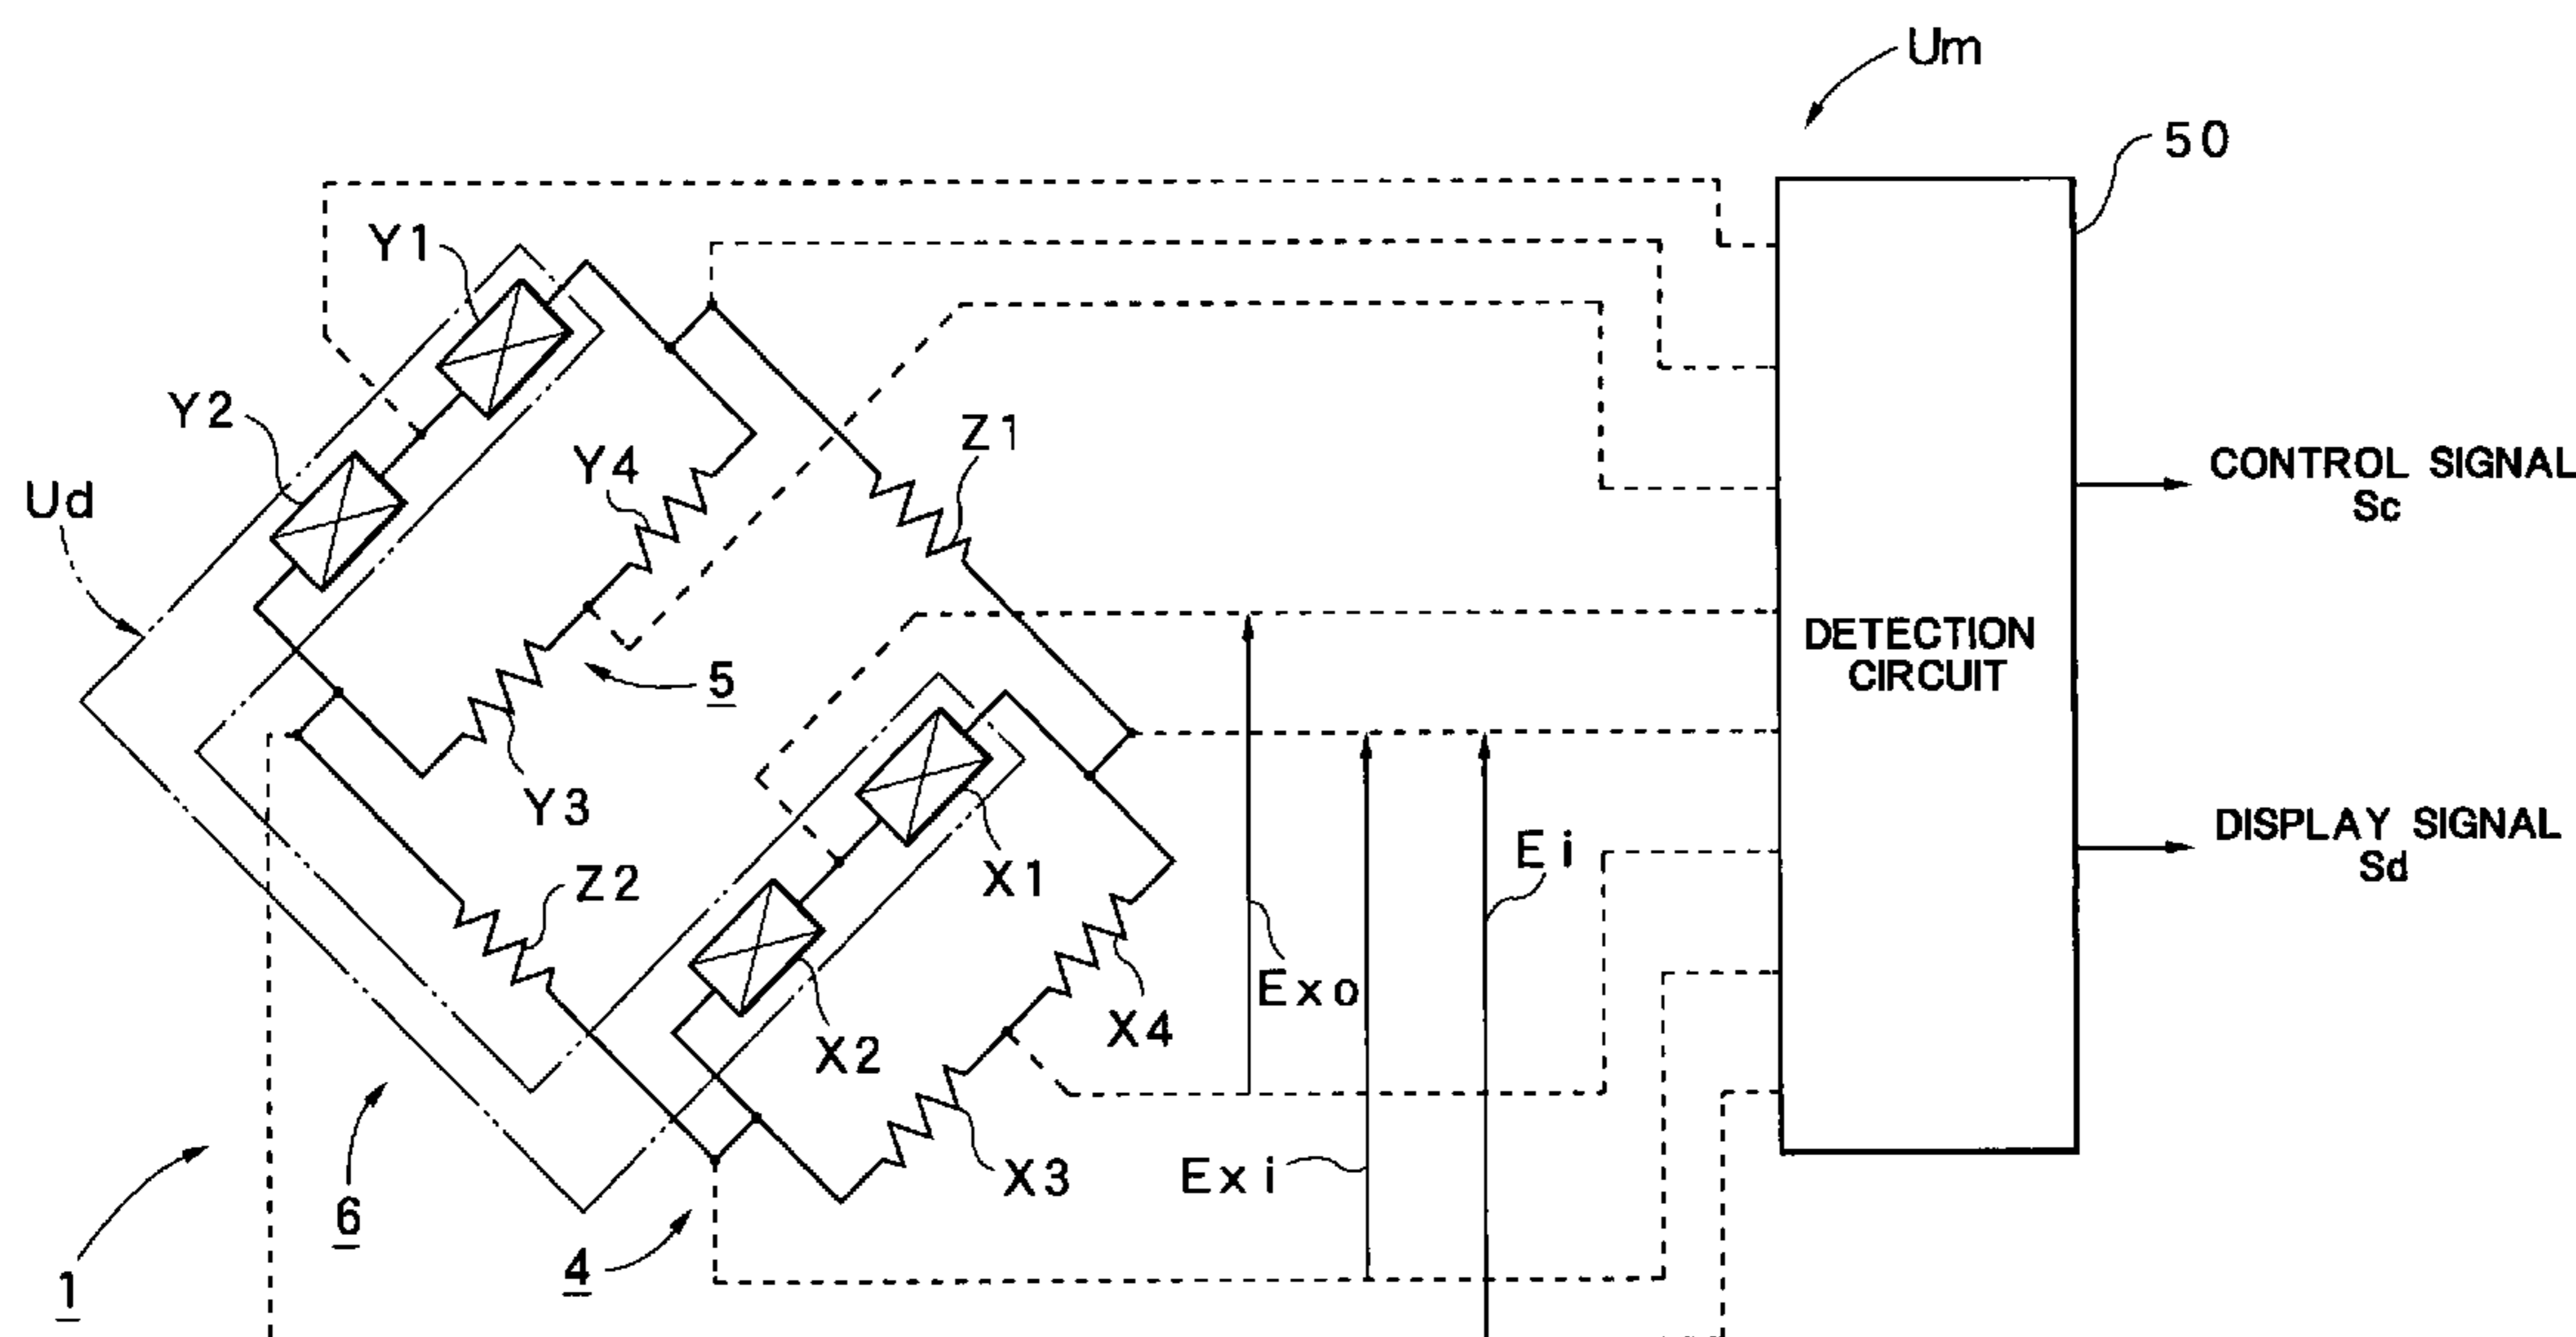 Um
50
Y1
Y2
Z1
Y4
CONTROL SIGNAL
Sc
Ud
DETECTION
CIRCUIT
5
Y3
DISPLAY SIGNAL
Sd
Ei
X1
Z2
Exo
X4
X2
X3
Exi
6
4
1